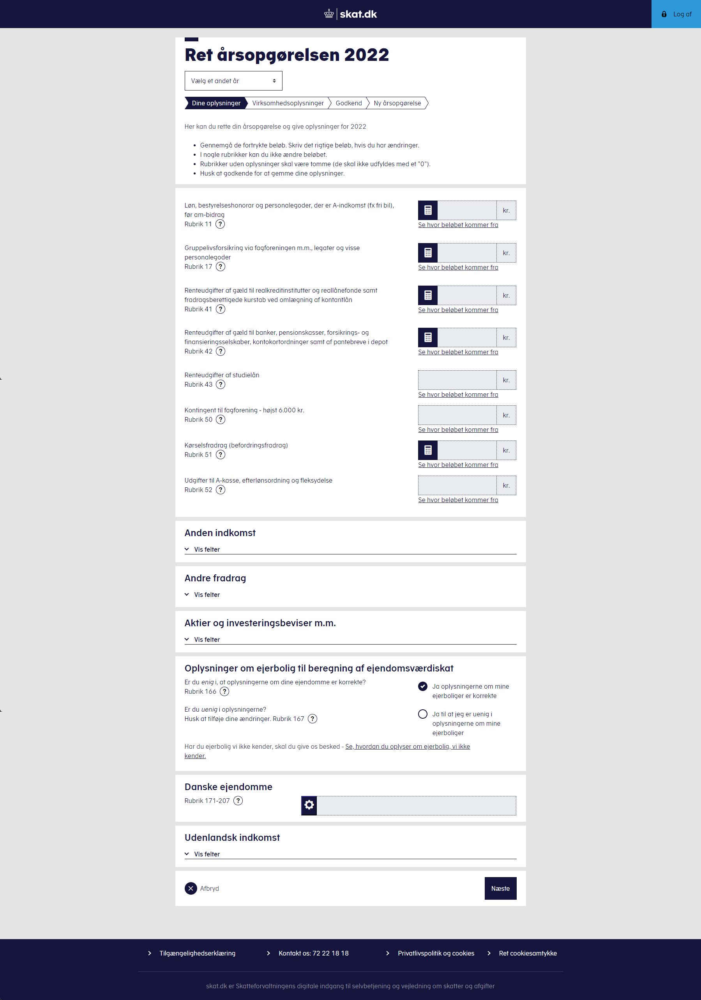 skat.dk
Log af
Ret årsopgørelsen 2022
Vælg et andet år
Dine oplysninger
Virksomhedsoplysninger
Godkend
Ny årsopgørelse
Her kan du rette din årsopgørelse og give oplysninger for 2022
• Gennemgå de fortrykte beløb. Skriv det rigtige beløb, hvis du har ændringer.
• I nogle rubrikker kan du ikke ændre beløbet.
• Rubrikker uden oplysninger skal være tomme (de skal ikke udfyldes med et "0").
• Husk at godkende for at gemme dine oplysninger.
Løn, bestyrelseshonorar og personalegoder, der er A-indkomst (fx fri bil),
før am-bidrag
Rubrik 11 ?
kr.
Se hvor beløbet kommer fra
Gruppelivsforsikring via fagforeningen m.m., legater og visse
personalegoder
Rubrik 17 ?
kr.
Se hvor beløbet kommer fra
Renteudgifter af gæld til realkreditinstitutter og reallånefonde samt
fradragsberettigede kurstab ved omlægning af kontantlån
Rubrik 41 ?
kr.
Se hvor beløbet kommer fra
Renteudgifter af gæld til banker, pensionskasser, forsikrings- og
finansieringsselskaber, kontokortordninger samt af pantebreve i depot
Rubrik 42 ?
kr.
Se hvor beløbet kommer fra
Renteudgifter af studielån
Rubrik 43 ?
kr.
Se hvor beløbet kommer fra
Kontingent til fagforening - højst 6.000 kr.
Rubrik 50 ?
kr.
Se hvor beløbet kommer fra
Kørselsfradrag (befordringsfradrag)
Rubrik 51 ?
kr.
Se hvor beløbet kommer fra
Udgifter til A-kasse, efterlønsordning og fleksydelse
Rubrik 52 ?
kr.
Se hvor beløbet kommer fra
Anden indkomst
Vis felter
Andre fradrag
Vis felter
Aktier og investeringsbeviser m.m.
Vis felter
Oplysninger om ejerbolig til beregning af ejendomsværdiskat
Er du enig i, at oplysningerne om dine ejendomme er korrekte?
Rubrik 166 ?
Ja oplysningerne om mine
ejerboliger er korrekte
Er du uenig i oplysningerne?
Husk at tilføje dine ændringer. Rubrik 167 ?
Ja til at jeg er uenig i
oplysningerne om mine
ejerboliger
Har du ejerbolig vi ikke kender, skal du give os besked - Se, hvordan du oplyser om ejerbolig, vi ikke
kender.
Danske ejendomme
Rubrik 171-207 ?
Udenlandsk indkomst
Vis felter
Afbryd
Næste
Tilgængelighedserklæring
Kontakt os: 72 22 18 18
Privatlivspolitik og cookies
Ret cookiesamtykke
skat.dk er Skatteforvaltningens digitale indgang til selvbetjening og vejledning om skatter og afgifter